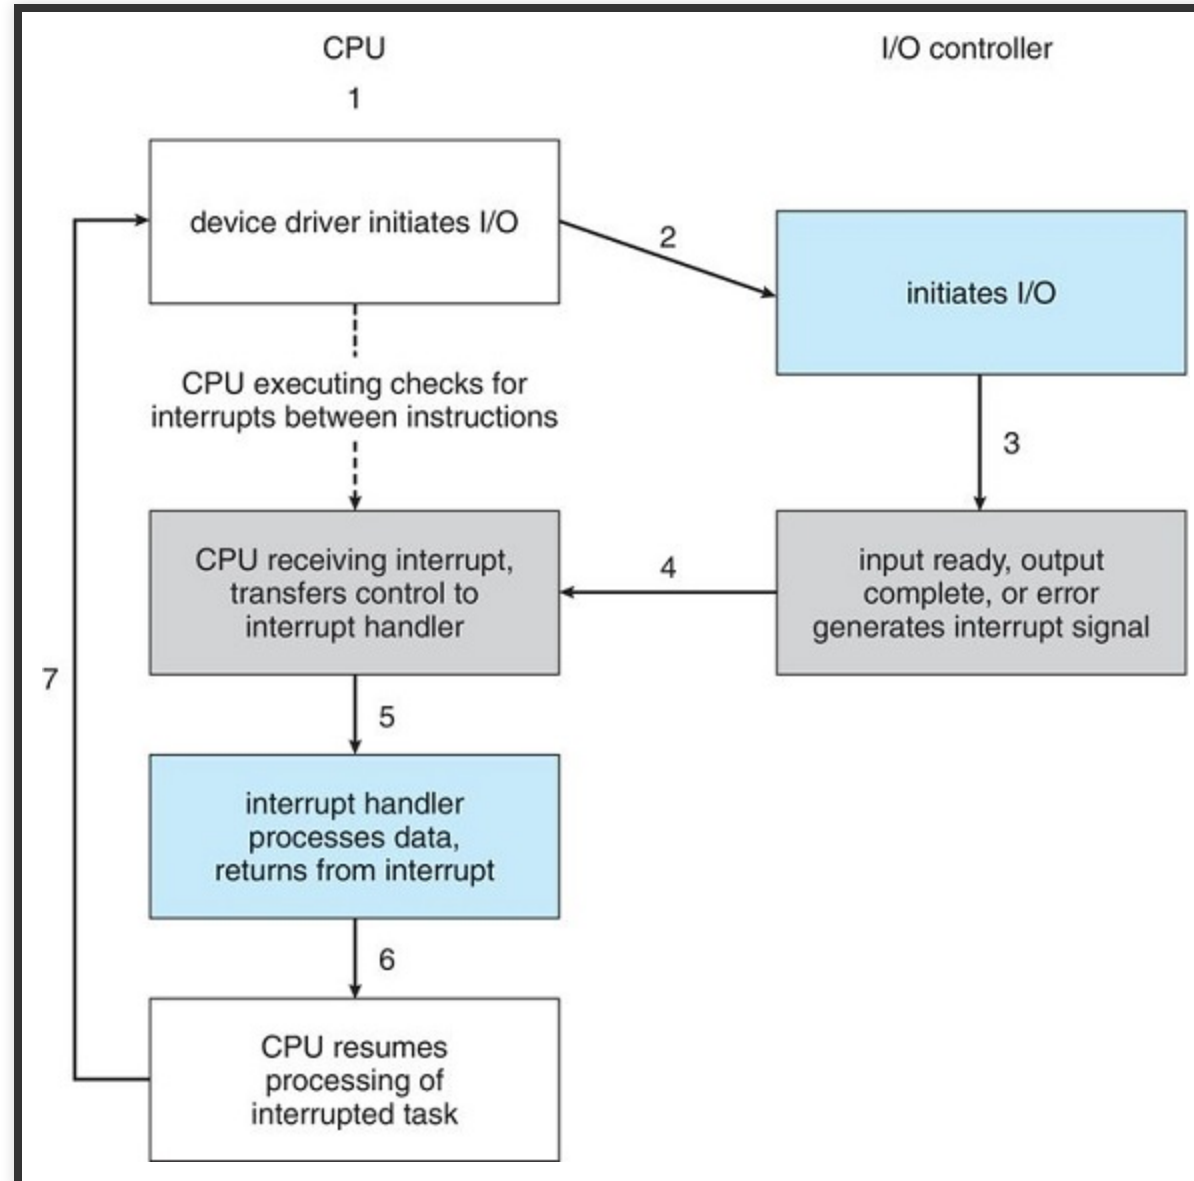 CPU
I/O controller
1
device driver initiates I/O
2
initiates I/O
CPU executing checks for
interrupts between instructions
3
CPU receiving interrupt,
transfers control to
interrupt handler
4
input ready, output
complete, or error
generates interrupt signal
7
5
interrupt handler
processes data,
returns from interrupt
6
CPU resumes
processing of
interrupted task